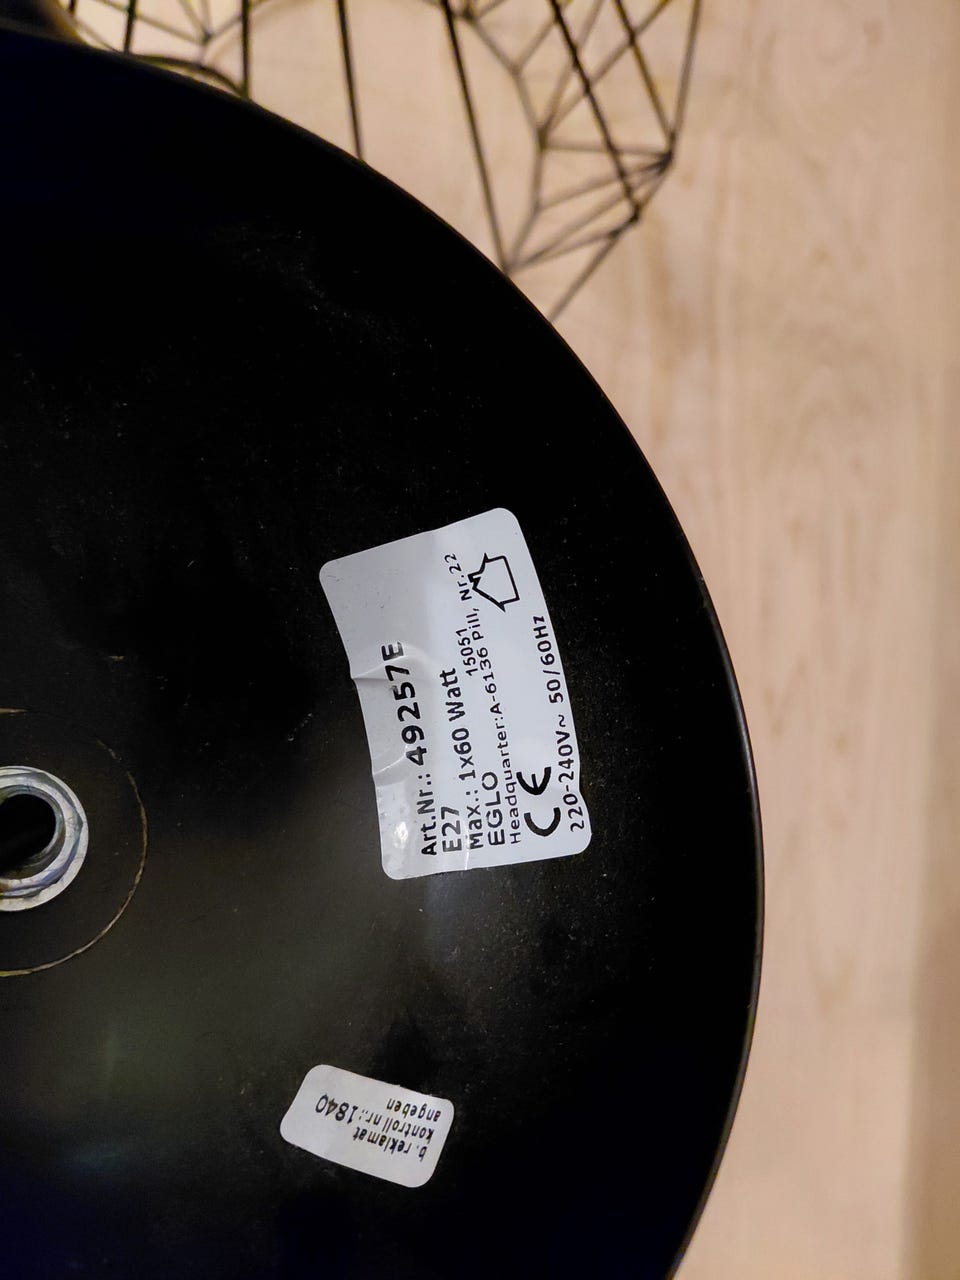 Art.Nr.: 49257E
E27
Max.: 1x60 Watt
15051
EGLO
Headquarter:A-6136 Pill, Nr.22
CE
220-240V~ 50/60Hz
b. reklamat
kontroll nr.: 1840
angeben